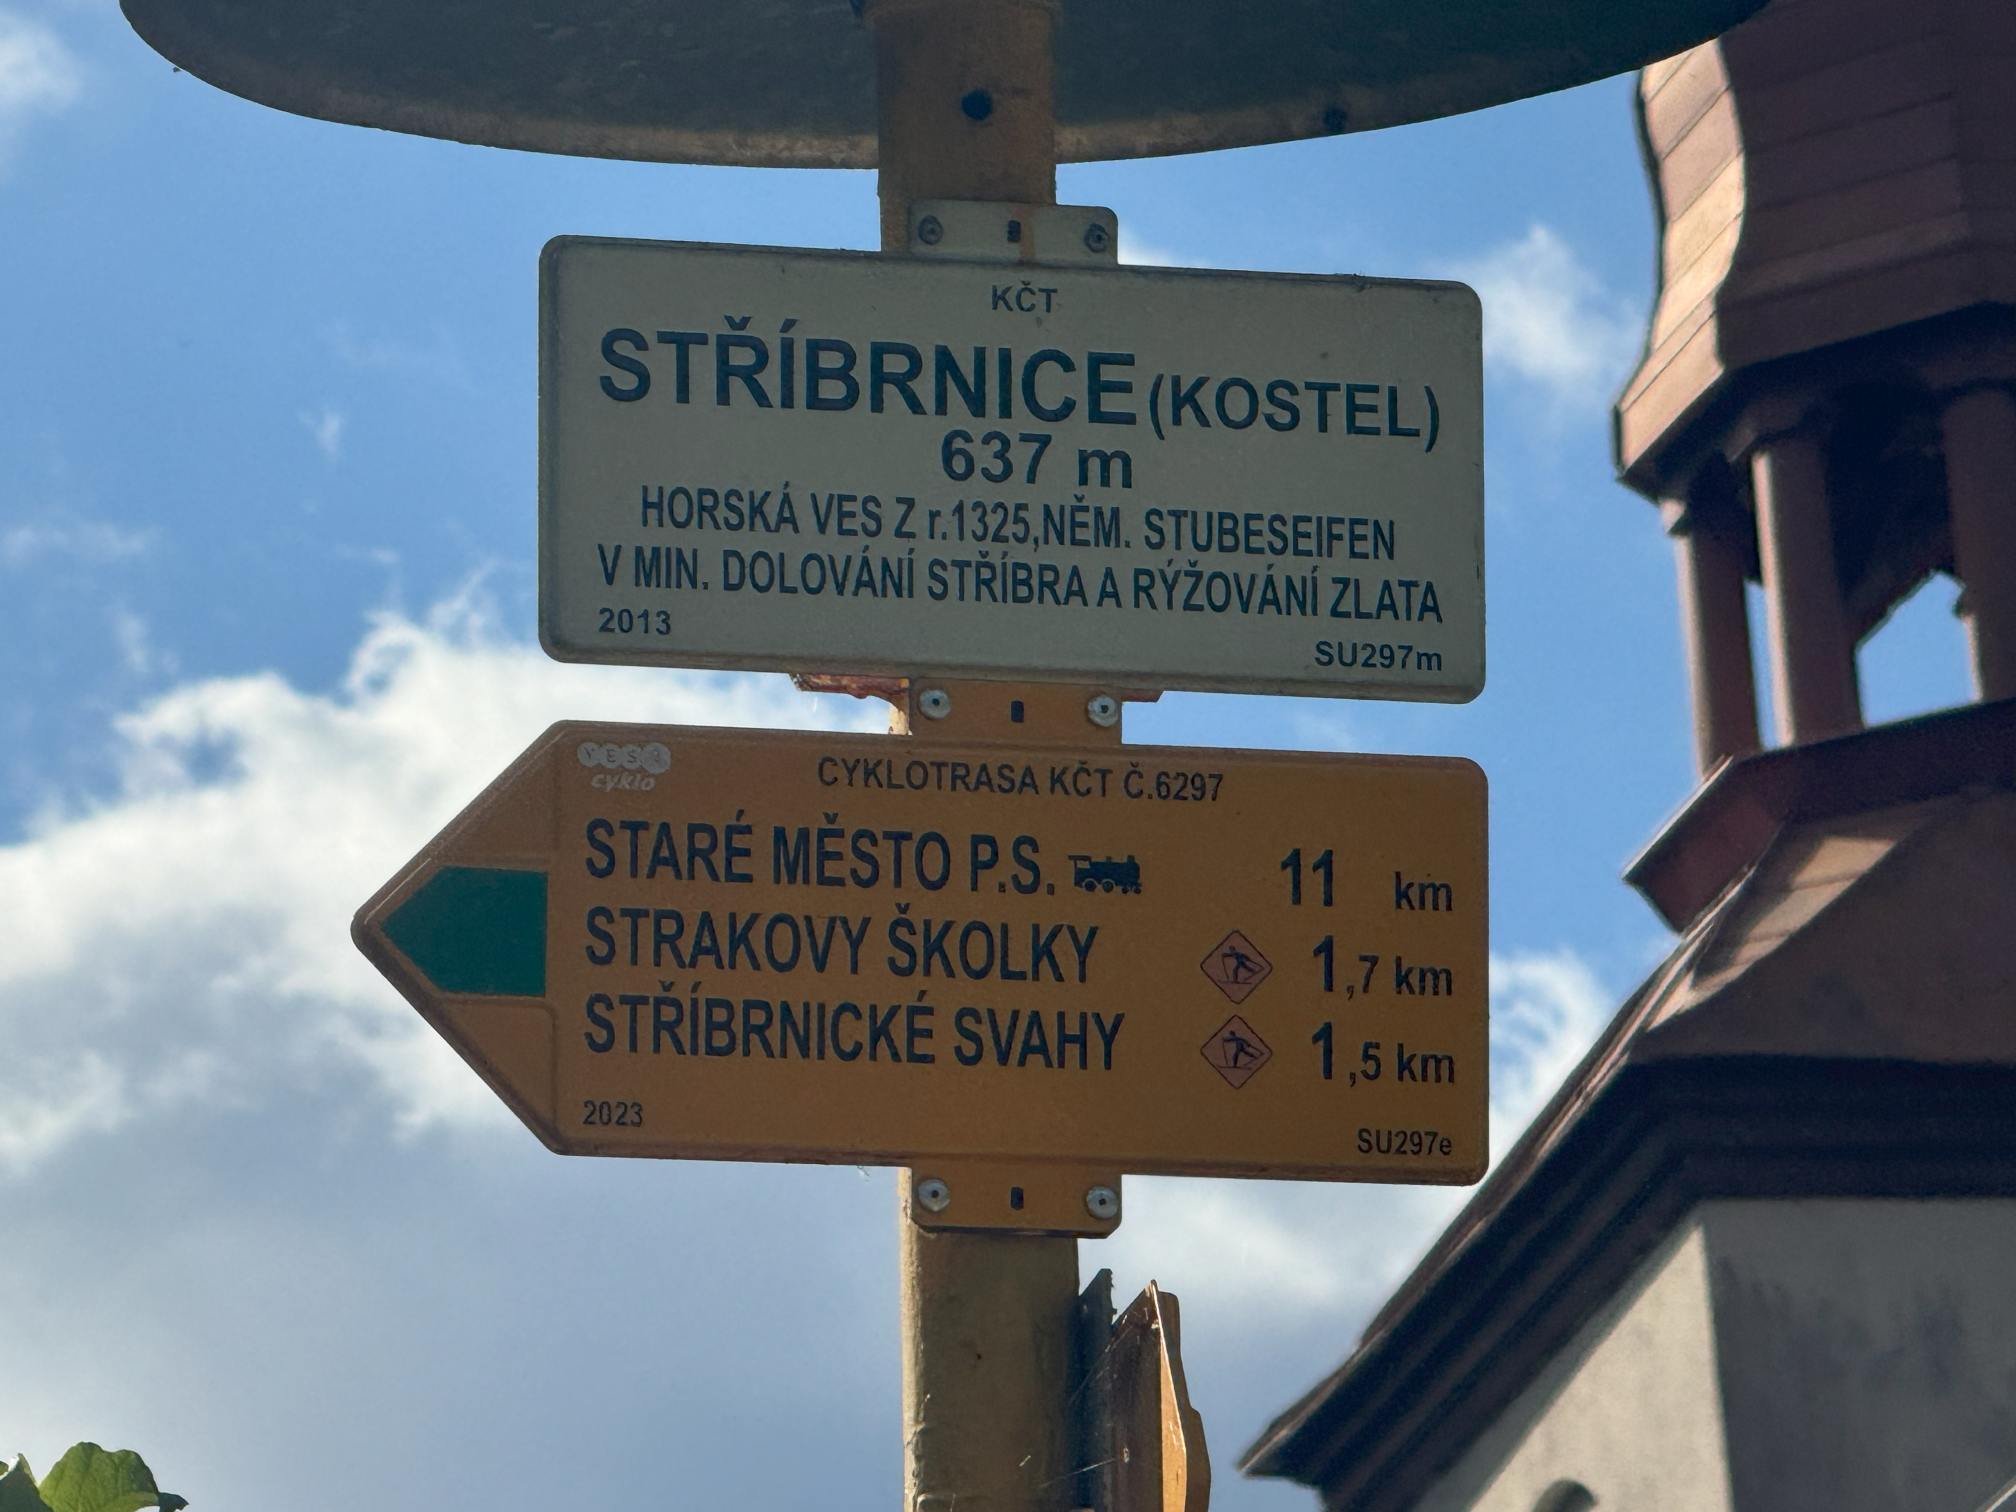 KČT
STŘÍBRNICE (KOSTEL)
637 m
HORSKÁ VES Z r.1325,NĚM. STUBESEIFEN
V MIN. DOLOVÁNÍ STŘÍBRA A RÝŽOVÁNÍ ZLATA
2013
SU297m
YES
cyklo
CYKLOTRASA KČT Č.6297
STARÉ MĚSTO P.S. 11 km
STRAKOVY ŠKOLKY 1,7 km
STŘÍBRNICKÉ SVAHY 1,5 km
2023
SU297e